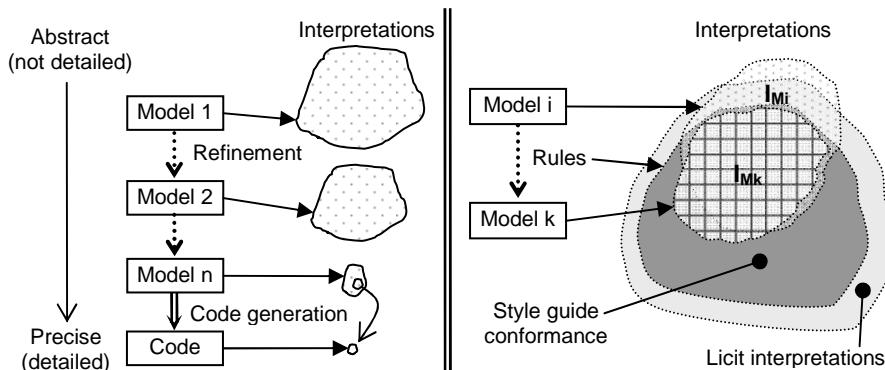 Abstract
(not detailed)
Interpretations
Model 1
Refinement
Model 2
Model n
Code generation
Precise
(detailed)
Code
Interpretations
Model i
IMi
Rules
IMk
Model k
Style guide
conformance
Licit interpretations